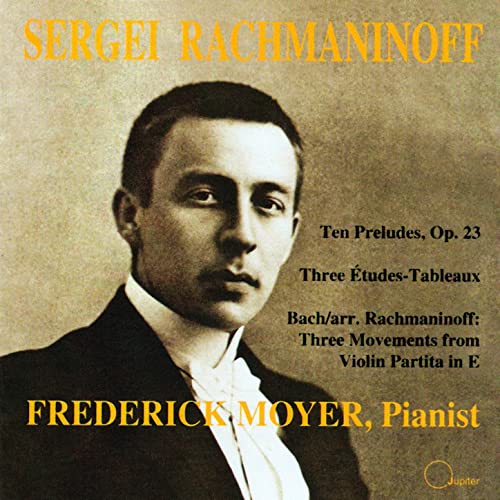 SERGEI RACHMANINOFF
Ten Preludes, Op. 23
Three Études-Tableaux
Bach/arr. Rachmaninoff:
Three Movements from
Violin Partita in E
FREDERICK MOYER, Pianist
Jupiter